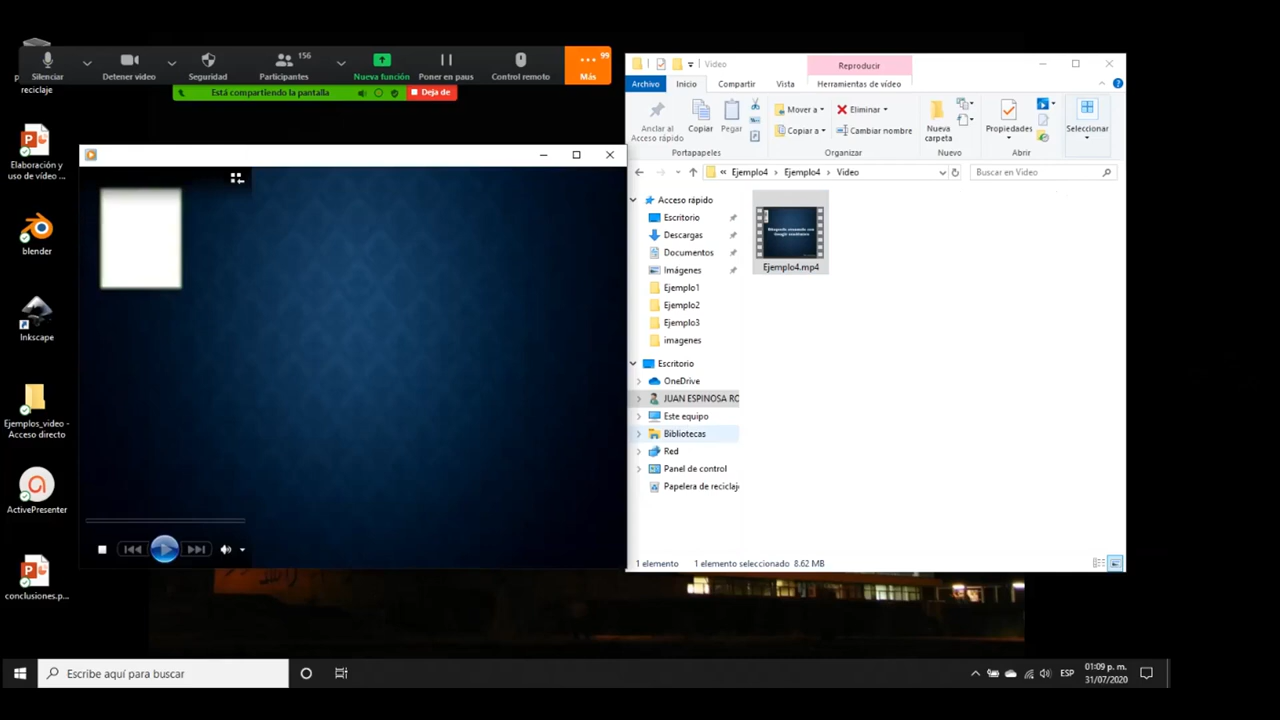 156
99
Silenciar
Detener video
Seguridad
Participantes
Nueva función
Poner en paus
Control remoto
Más
Está compartiendo la pantalla
Deja de
reciclaje
Elaboración y
uso de vídeo ...
blender
Inkscape
Ejemplos_video -
Acceso directo
ActivePresenter
conclusiones.p...
Video
Reproducir
Archivo
Inicio
Compartir
Vista
Herramientas de vídeo
Anclar al
Acceso rápido
Copiar
Pegar
Mover a
Copiar a
Eliminar
Cambiar nombre
Nueva
carpeta
Propiedades
Seleccionar
Portapapeles
Organizar
Nuevo
Abrir
« Ejemplo4 > Ejemplo4 > Video
Buscar en Video
Acceso rápido
Escritorio
Descargas
Documentos
Imágenes
Ejemplo1
Ejemplo2
Ejemplo3
imagenes
Escritorio
OneDrive
JUAN ESPINOSA RO
Este equipo
Bibliotecas
Red
Panel de control
Papelera de reciclaj
Ejemplo4.mp4
1 elemento
1 elemento seleccionado 8.62 MB
Escribe aquí para buscar
ESP
01:09 p. m.
31/07/2020